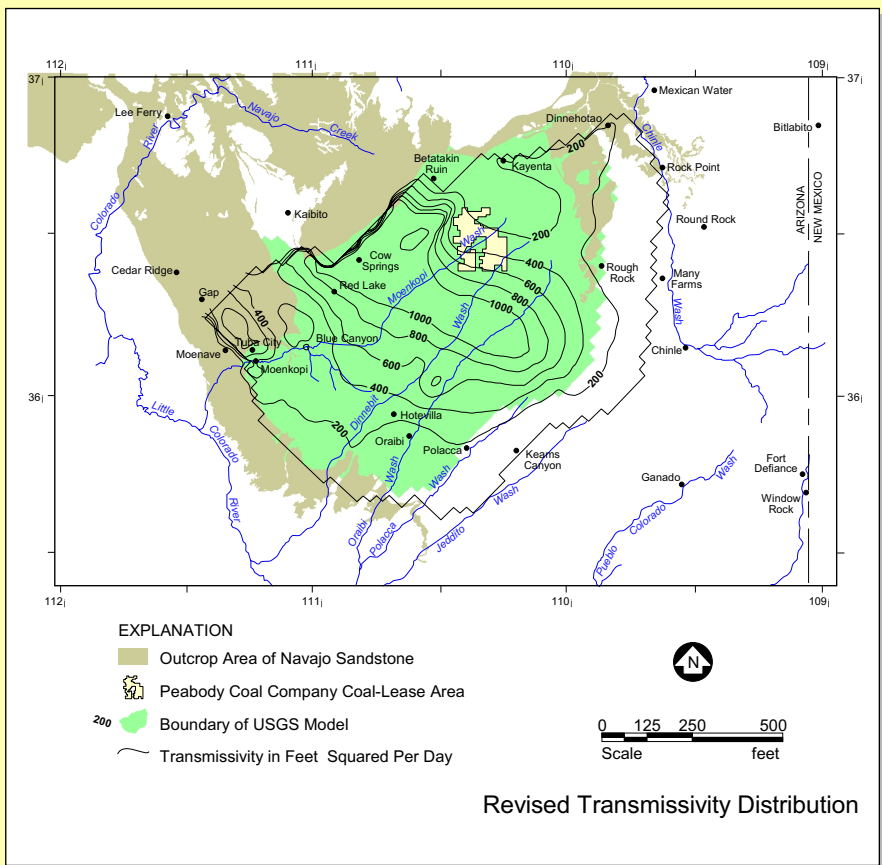 112¡
111¡
110¡
109¡
37¡
37¡
Mexican Water
Lee Ferry
Navajo
Creek
River
Dinnehotao
Chinle
Bitlabito
200
Betatakin
Ruin
Kayenta
Rock Point
Kaibito
Colorado
Round Rock
ARIZONA
NEW MEXICO
Wash
200
Cow
Springs
Cedar Ridge
400
Rough
Rock
Many
Farms
Moenkopi
600
Gap
Red Lake
800
Wash
1000
1000
Wash
400
Tuba City
Blue Canyon
800
Moenave
Moenkopi
600
Chinle
400
200
36¡
36¡
Little
Colorado
River
200
Dinnebit
Hotevilla
Oraibi
Polacca
Kearns
Canyon
Wash
Wash
Wash
Oraibi
Polacca
Jeddito
Ganado
Wash
Colorado
Pueblo
Fort
Defiance
Window
Rock
112¡
111¡
110¡
109¡
EXPLANATION
Outcrop Area of Navajo Sandstone
Peabody Coal Company Coal-Lease Area
200
Boundary of USGS Model
Transmissivity in Feet Squared Per Day
N
0 125 250 500
Scale feet
Revised Transmissivity Distribution